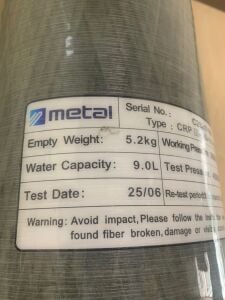 metal
Serial No.:
Type: CRP
Empty Weight: 5.2kg Working
Water Capacity: 9.0L Test Pressure
Test Date: 25/06 Re-test
Warning: Avoid impact, Please follow the
found fiber broken, damage or